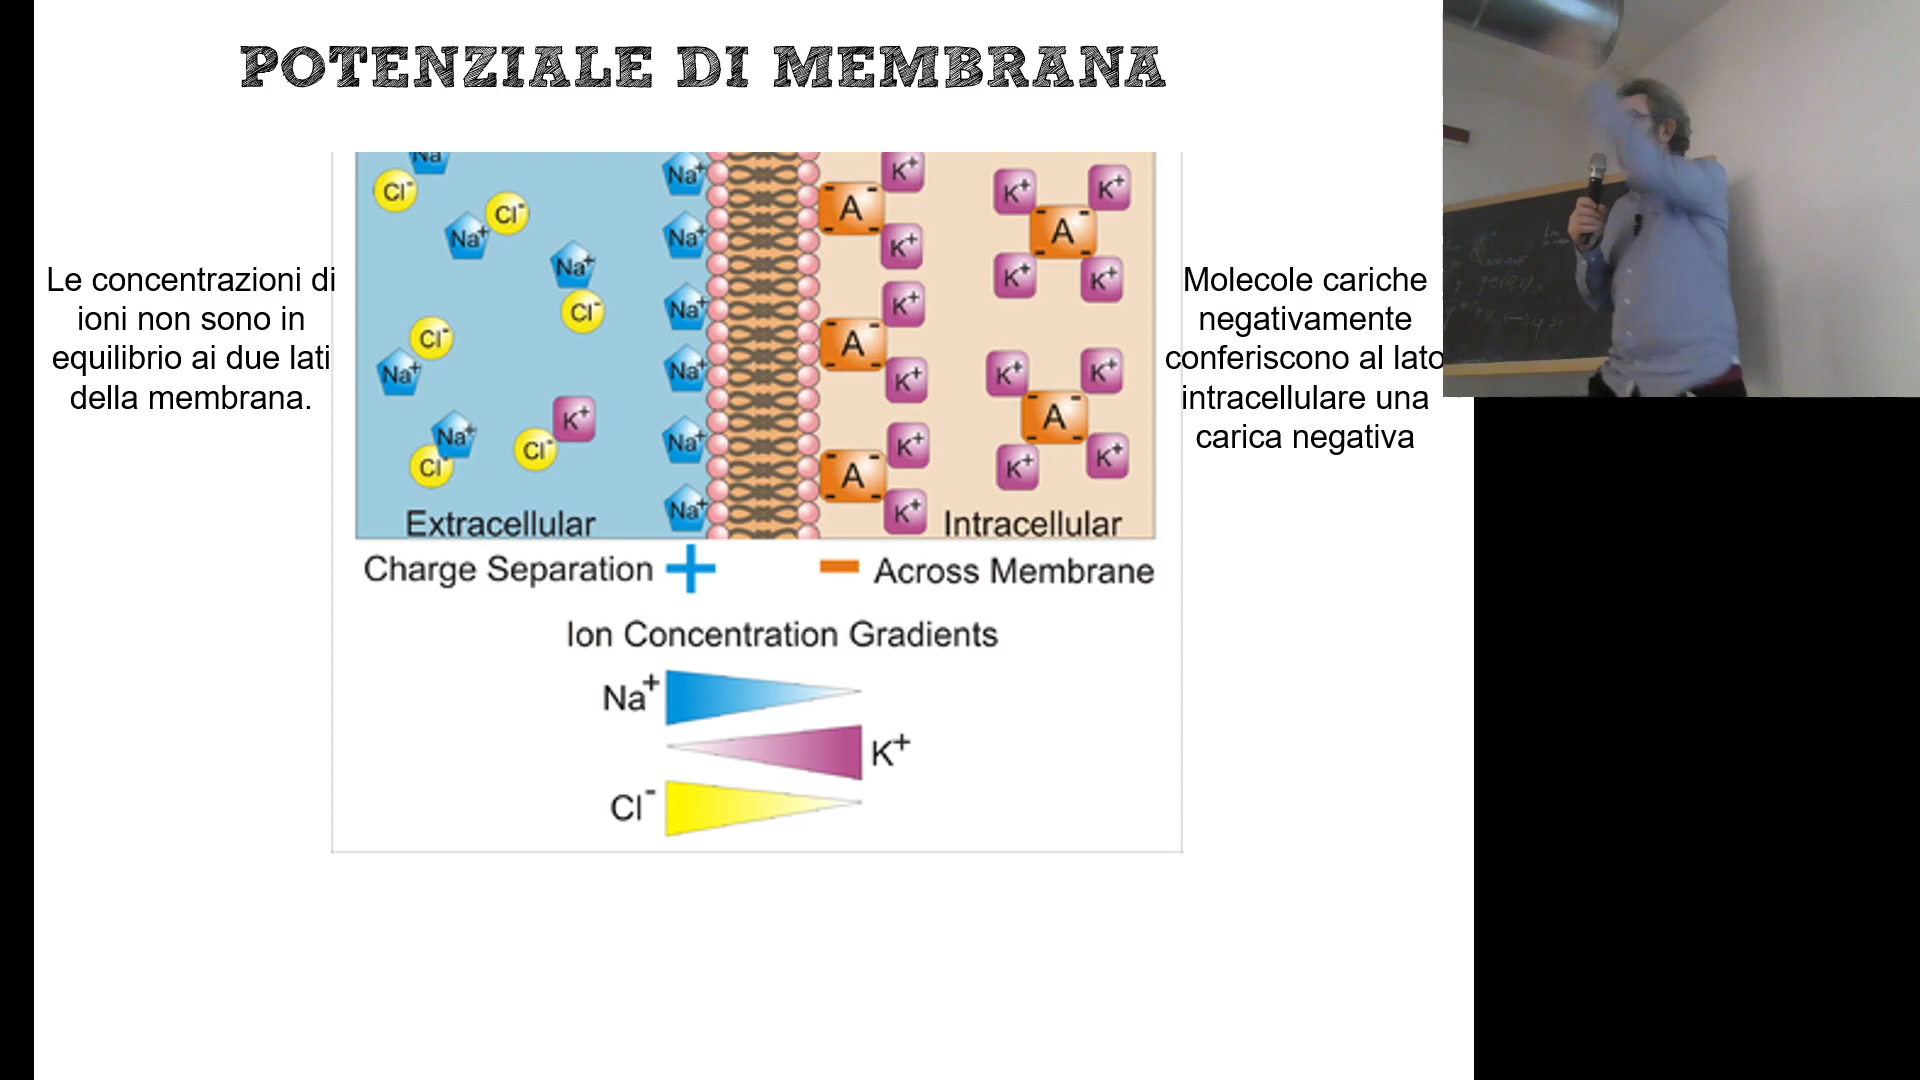 POTENZIALE DI MEMBRANA
Le concentrazioni di
ioni non sono in
equilibrio ai due lati
della membrana.
Na
Cl-
Na+
Cl-
Na+
Cl-
Cl-
Na+
Na+
Cl-
Cl-
K+
Na+
Na+
Na+
Na+
Na+
Na+
A
A
A
K+
K+
K+
K+
K+
K+
K+
K+
A
K+
K+
K+
K+
A
K+
K+
Extracellular
Intracellular
Charge Separation +
- Across Membrane
Ion Concentration Gradients
Na+
K+
Cl-
Molecole cariche
negativamente
conferiscono al lato
intracellulare una
carica negativa